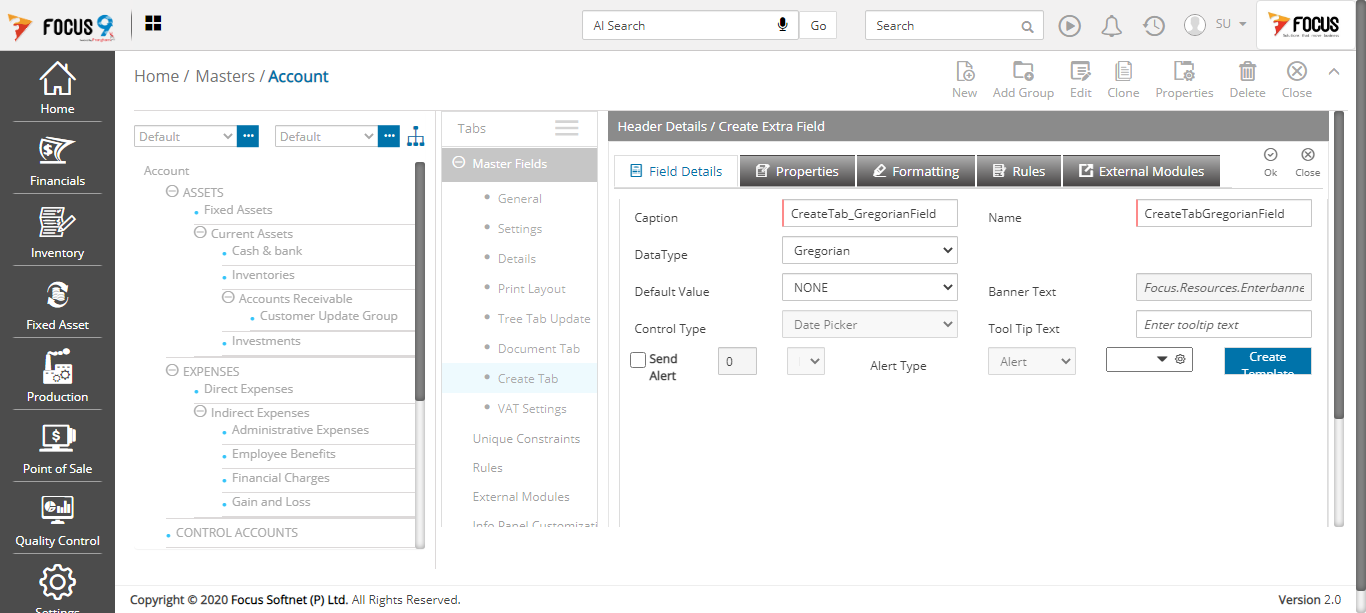 FOCUS 9
AI Search
Go
Search
SU
FOCUS
Home
Financials
Inventory
Fixed Asset
Production
Point of Sale
Quality Control
Settings
Home / Masters / Account
New
Add Group
Edit
Clone
Properties
Delete
Close
Default
Default
Account
ASSETS
Fixed Assets
Current Assets
Cash & bank
Inventories
Accounts Receivable
Customer Update Group
Investments
EXPENSES
Direct Expenses
Indirect Expenses
Administrative Expenses
Employee Benefits
Financial Charges
Gain and Loss
CONTROL ACCOUNTS
Tabs
Master Fields
General
Settings
Details
Print Layout
Tree Tab Update
Document Tab
Create Tab
VAT Settings
Unique Constraints
Rules
External Modules
Info Panel Customizati
Header Details / Create Extra Field
Field Details
Properties
Formatting
Rules
External Modules
Ok
Close
Caption
CreateTab_GregorianField
Name
CreateTabGregorianField
DataType
Gregorian
Default Value
NONE
Banner Text
Focus.Resources.Enterbanne
Control Type
Date Picker
Tool Tip Text
Enter tooltip text
Send
Alert
0
Alert Type
Alert
Create
Template
Copyright © 2020 Focus Softnet (P) Ltd. All Rights Reserved.
Version 2.0